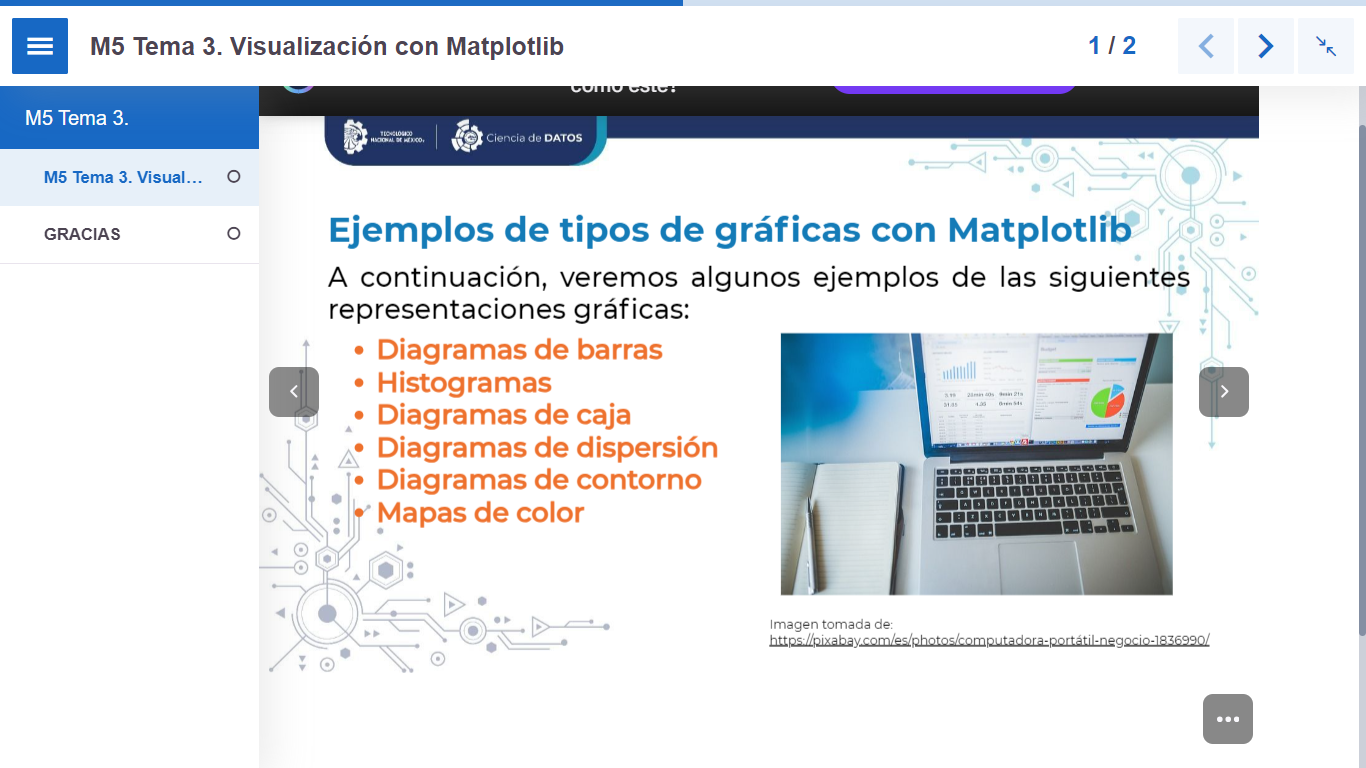 M5 Tema 3. Visualización con Matplotlib
1 / 2
M5 Tema 3.
M5 Tema 3. Visual...
GRACIAS
como este?
TECNOLÓGICO
NACIONAL DE MÉXICO
Ciencia de DATOS
Ejemplos de tipos de gráficas con Matplotlib
A continuación, veremos algunos ejemplos de las siguientes
representaciones gráficas:
• Diagramas de barras
• Histogramas
• Diagramas de caja
• Diagramas de dispersión
• Diagramas de contorno
• Mapas de color
Imagen tomada de:
https://pixabay.com/es/photos/computadora-portátil-negocio-1836990/